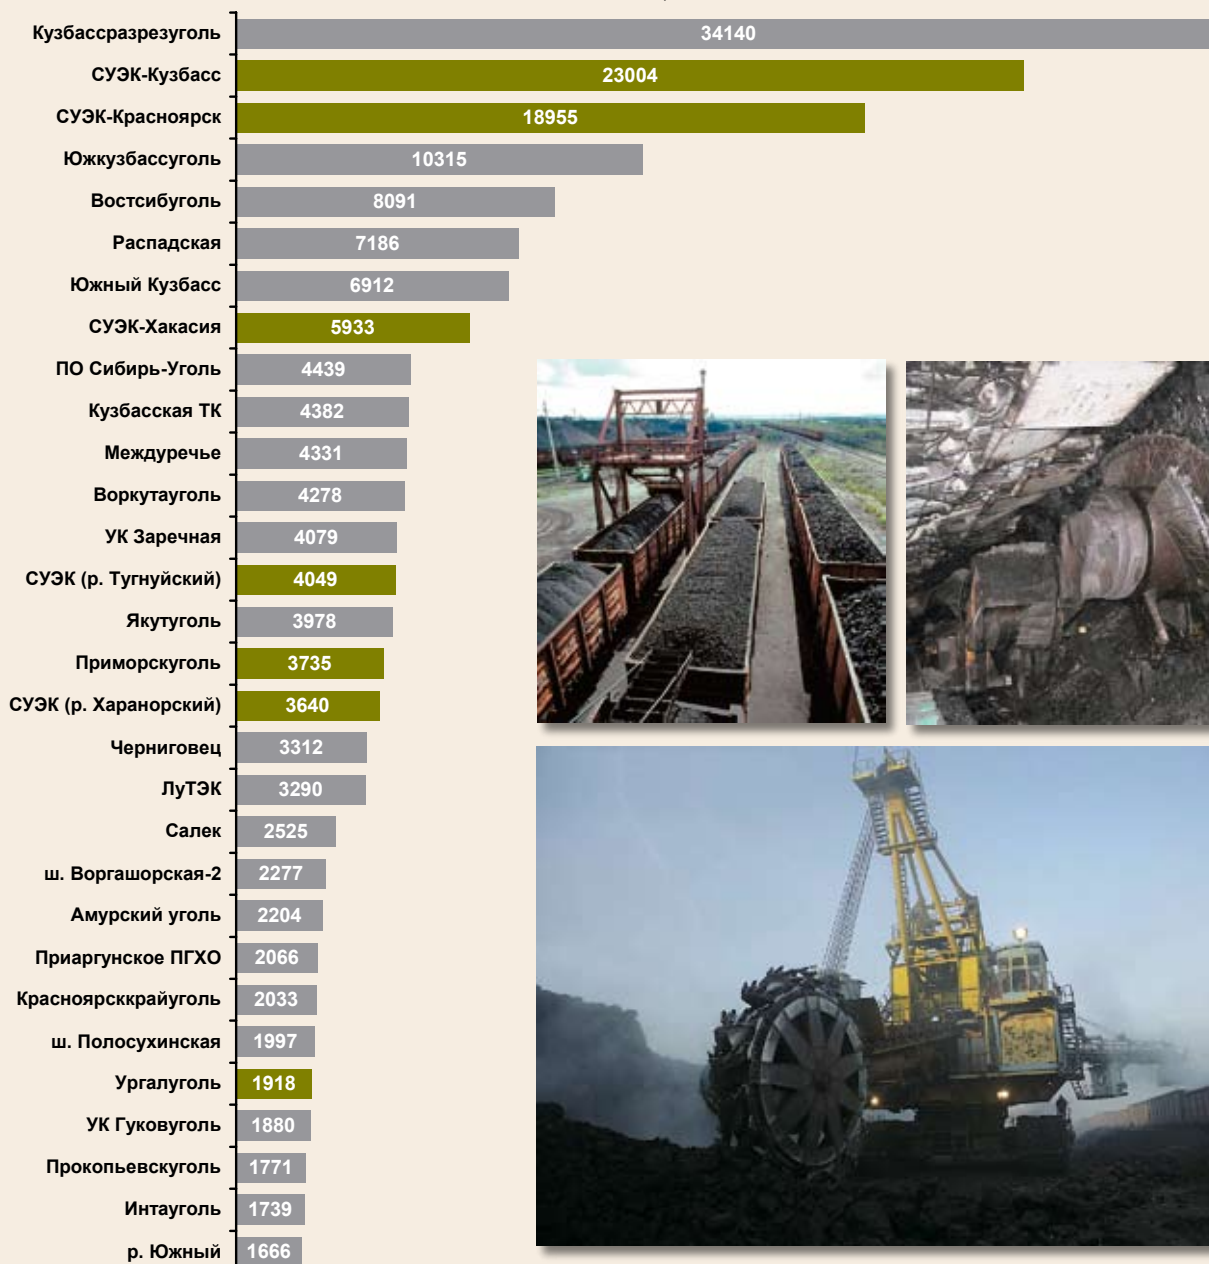 Кузбассразрезуголь 34140
СУЭК-Кузбасс 23004
СУЭК-Красноярск 18955
Южкузбассуголь 10315
Востсибуголь 8091
Распадская 7186
Южный Кузбасс 6912
СУЭК-Хакасия 5933
ПО Сибирь-Уголь 4439
Кузбасская ТК 4382
Междуречье 4331
Воркутауголь 4278
УК Заречная 4079
СУЭК (р. Тугнуйский) 4049
Якутуголь 3978
Приморскуголь 3735
СУЭК (р. Харанорский) 3640
Черниговец 3312
ЛуТЭК 3290
Салек 2525
ш. Воргашорская-2 2277
Амурский уголь 2204
Приаргунское ПГХО 2066
Красноярсккрайуголь 2033
ш. Полосухинская 1997
Ургалуголь 1918
УК Гуковуголь 1880
Прокопьевскуголь 1771
Интауголь 1739
р. Южный 1666